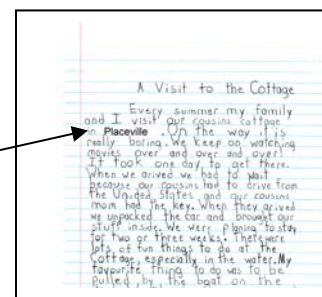 A Visit to the Cottage
Every summer my family
and I visit our cousins cottage
in Placeville . On the way it is
really boring. We keep on watching
movies over and over and over!
It took one day to get there.
When we arived we had to wait
because our cousins had to drive from
the United States and our cousins
mom had the key. When they arived
we unpacked the car and brought our
stuff inside. We were planing to stay
for two or three weeks. There were
lots of fun things to do at the
Cottage, especially in the water. My
favourite thing to do was to be
pulled, by the boat on the